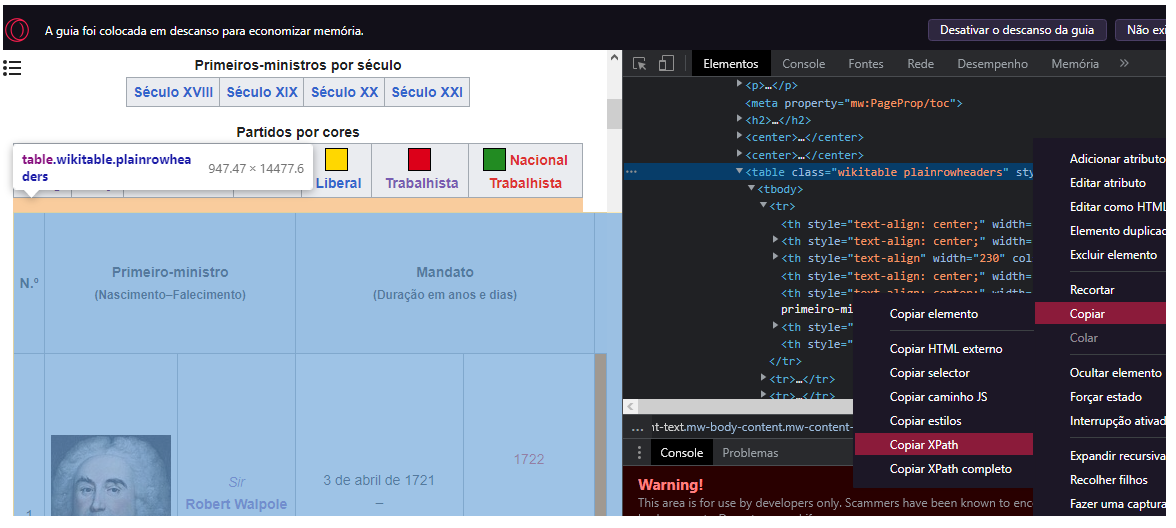 A guia foi colocada em descanso para economizar memória.
Desativar o descanso da guia
Não exi
Primeiros-ministros por século
Século XVIII
Século XIX
Século XX
Século XXI
Partidos por cores
table.wikitable.plainrowhea
ders
947.47 × 14477.6
Liberal
Trabalhista
Nacional
Trabalhista
N.º
Primeiro-ministro
(Nascimento–Falecimento)
Mandato
(Duração em anos e dias)
1
Sir
Robert Walpole
3 de abril de 1721
–
1722
Elementos
Console
Fontes
Rede
Desempenho
Memória
»
<p>…</p>
<meta property="mw:PageProp/toc">
<h2>…</h2>
<center>…</center>
<center>…</center>
<table class="wikitable plainrowheaders" sty
<tbody>
<tr>
<th style="text-align: center;" width=
<th style="text-align: center;" width=
<th style="text-align" width="230" col
<th style="text-align: center;" width=
<th style="text-align: center;" width=
primeiro-mi
<th style="
<th style="
</tr>
<tr>…</tr>
<tr>…</tr>
… nt-text.mw-body-content.mw-content-
Console
Problemas
Warning!
This area is for use by developers only. Scammers have been known to enc
Adicionar atributo
Editar atributo
Editar como HTML
Elemento duplicad
Excluir elemento
Recortar
Copiar
Colar
Ocultar elemento
Forçar estado
Interrupção ativad
Expandir recursiva
Recolher filhos
Fazer uma captura
Copiar elemento
Copiar HTML externo
Copiar selector
Copiar caminho JS
Copiar estilos
Copiar XPath
Copiar XPath completo